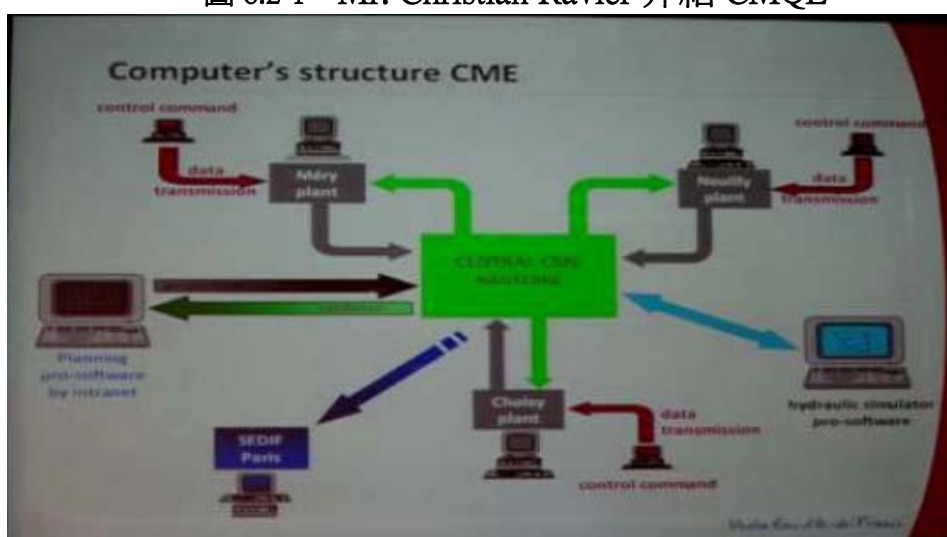 圖 6.2-1 Mr. Christian Ravier 介紹 CMQE
Computer's structure CME
control command
control command
data
transmission
Méry
plant
Neuilly
plant
data
transmission
CENTRAL CME
NANTERRE
Planning
pro-software
by intranet
hydraulic simulator
pro-software
Choisy
plant
data
transmission
SEDIF
Paris
control command